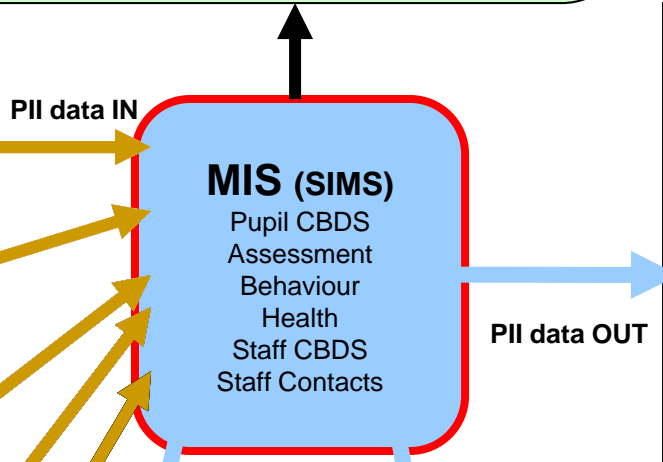 PII data IN
MIS (SIMS)
Pupil CBDS
Assessment
Behaviour
Health
Staff CBDS
Staff Contacts
PII data OUT